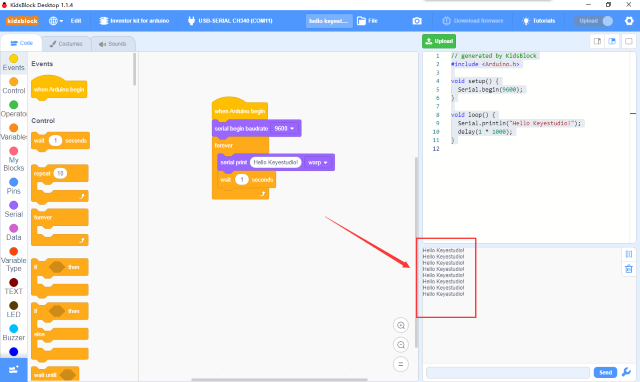 KidsBlock Desktop 1.1.4
kidsblock
Edit
Inventor kit for arduino
USB-SERIAL CH340 (COM11)
hello keyest...
File
Download firmware
Tutorials
Upload
Code
Costumes
Sounds
Upload
Events
Control
Operator
Variables
My
Blocks
Pins
Serial
Data
Variable
Type
TEXT
LED
Buzzer
Events
when Arduino begin
Control
wait 1 seconds
repeat 10
forever
if then
if then
else
wait until
when Arduino begin
serial begin baudrate 9600
forever
serial print Hello Keyestudio! warp
wait 1 seconds
1 // generated by KidsBlock
2 #include <Arduino.h>
3
4 void setup() {
5 Serial.begin(9600);
6 }
7
8 void loop() {
9 Serial.println("Hello Keyestudio!");
10 delay(1 * 1000);
11 }
12
Hello Keyestudio!
Hello Keyestudio!
Hello Keyestudio!
Hello Keyestudio!
Hello Keyestudio!
Hello Keyestudio!
Hello Keyestudio!
Hello Keyestudio!
Send